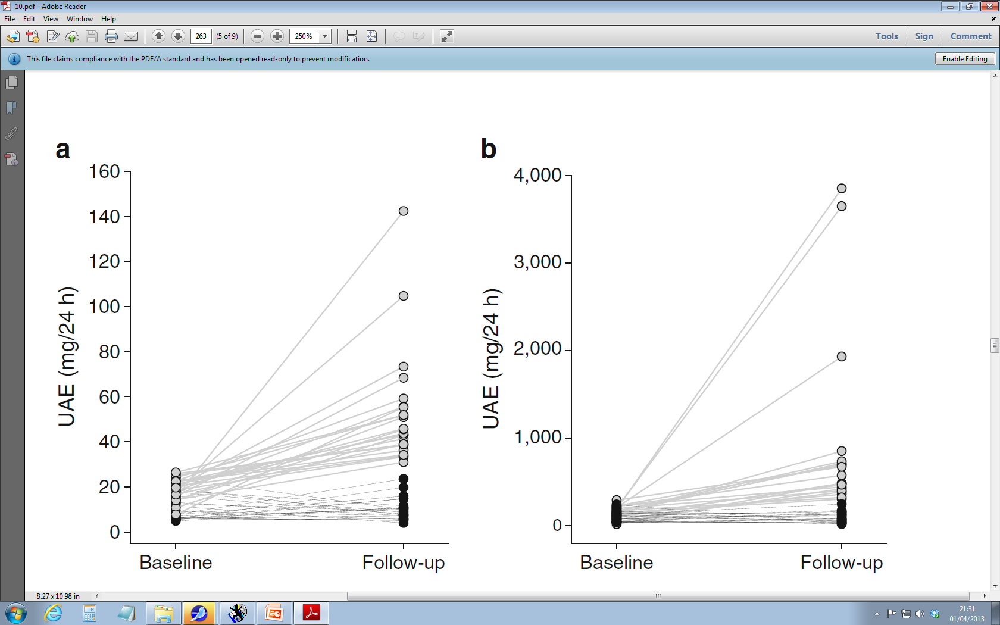 10.pdf - Adobe Reader
File Edit View Window Help
263 (5 of 9) 250% Tools Sign Comment
This file claims compliance with the PDF/A standard and has been opened read-only to prevent modification. Enable Editing
a
160
140
120
100
80
60
40
20
0
UAE (mg/24 h)
Baseline Follow-up
b
4,000
3,000
2,000
1,000
0
UAE (mg/24 h)
Baseline Follow-up
8.27 x 10.98 in
21:31
01/04/2013